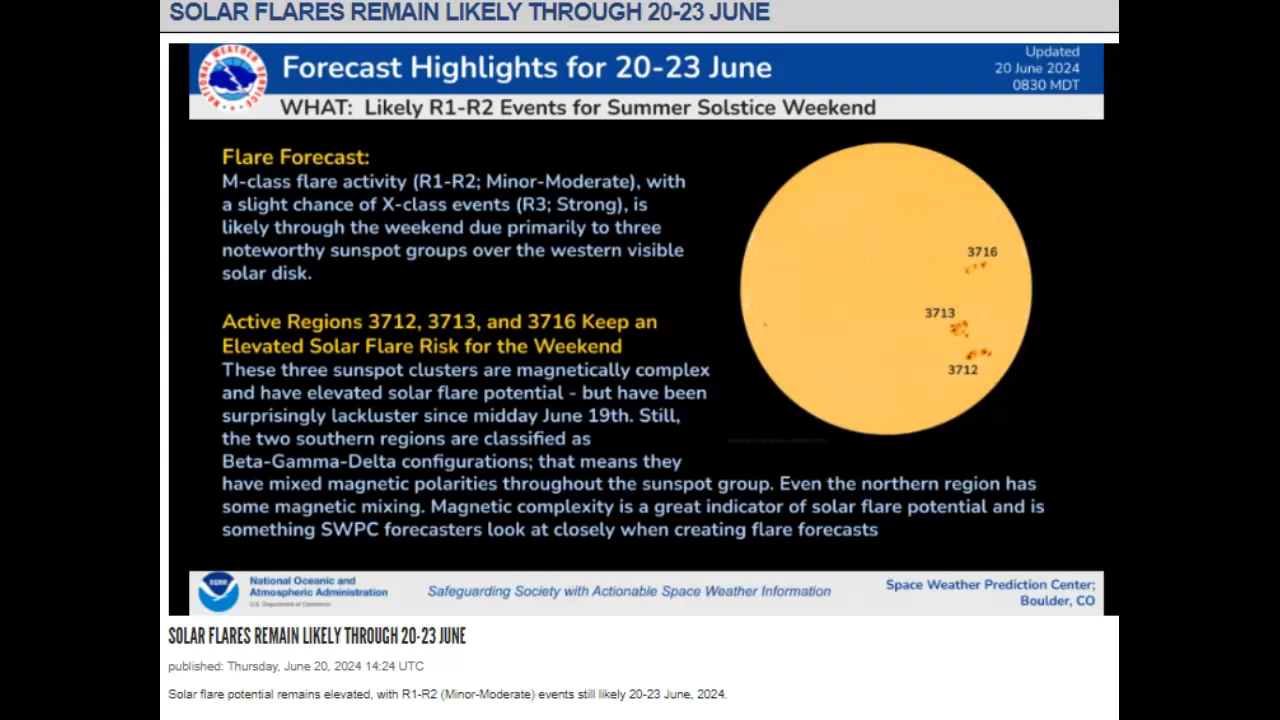 SOLAR FLARES REMAIN LIKELY THROUGH 20-23 JUNE
NATIONAL WEATHER SERVICE
Forecast Highlights for 20-23 June
Updated
20 June 2024
0830 MDT
WHAT: Likely R1-R2 Events for Summer Solstice Weekend
Flare Forecast:
M-class flare activity (R1-R2; Minor-Moderate), with
a slight chance of X-class events (R3; Strong), is
likely through the weekend due primarily to three
noteworthy sunspot groups over the western visible
solar disk.
3716
3713
3712
Active Regions 3712, 3713, and 3716 Keep an
Elevated Solar Flare Risk for the Weekend
These three sunspot clusters are magnetically complex
and have elevated solar flare potential - but have been
surprisingly lackluster since midday June 19th. Still,
the two southern regions are classified as
Beta-Gamma-Delta configurations; that means they
have mixed magnetic polarities throughout the sunspot group. Even the northern region has
some magnetic mixing. Magnetic complexity is a great indicator of solar flare potential and is
something SWPC forecasters look at closely when creating flare forecasts
NOAA
National Oceanic and
Atmospheric Administration
U.S. Department of Commerce
Safeguarding Society with Actionable Space Weather Information
Space Weather Prediction Center;
Boulder, CO
SOLAR FLARES REMAIN LIKELY THROUGH 20-23 JUNE
published: Thursday, June 20, 2024 14:24 UTC
Solar flare potential remains elevated, with R1-R2 (Minor-Moderate) events still likely 20-23 June, 2024.